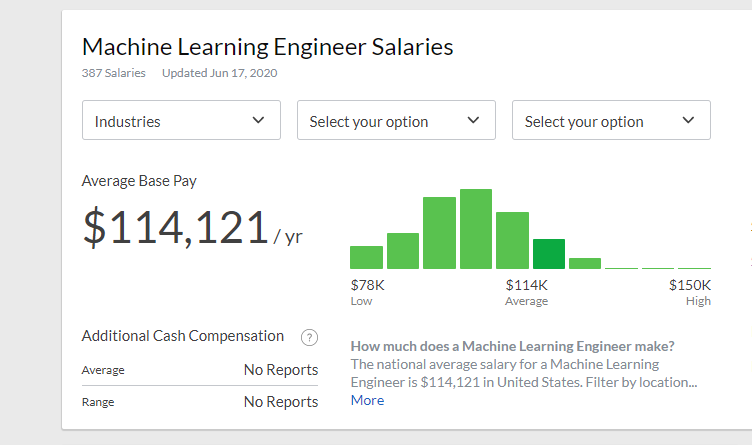 Machine Learning Engineer Salaries
387 Salaries Updated Jun 17, 2020
Industries Select your option Select your option
Average Base Pay
$114,121 / yr
$78K $114K $150K
Low Average High
Additional Cash Compensation ?
Average No Reports
Range No Reports
How much does a Machine Learning Engineer make?
The national average salary for a Machine Learning
Engineer is $114,121 in United States. Filter by location...
More